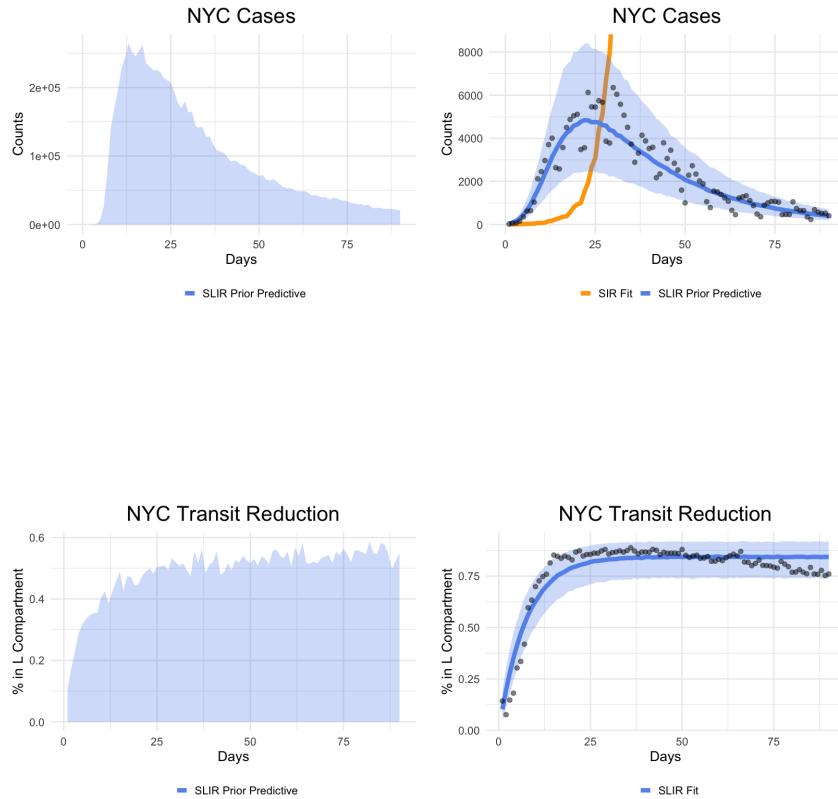 NYC Cases
Counts
2e+05
1e+05
0e+00
0 25 50 75
Days
SLIR Prior Predictive
NYC Cases
Counts
8000
6000
4000
2000
0
0 25 50 75
Days
SIR Fit SLIR Prior Predictive
NYC Transit Reduction
% in L Compartment
0.6
0.4
0.2
0.0
0 25 50 75
Days
SLIR Prior Predictive
NYC Transit Reduction
% in L Compartment
0.75
0.50
0.25
0.00
0 25 50 75
Days
SLIR Fit